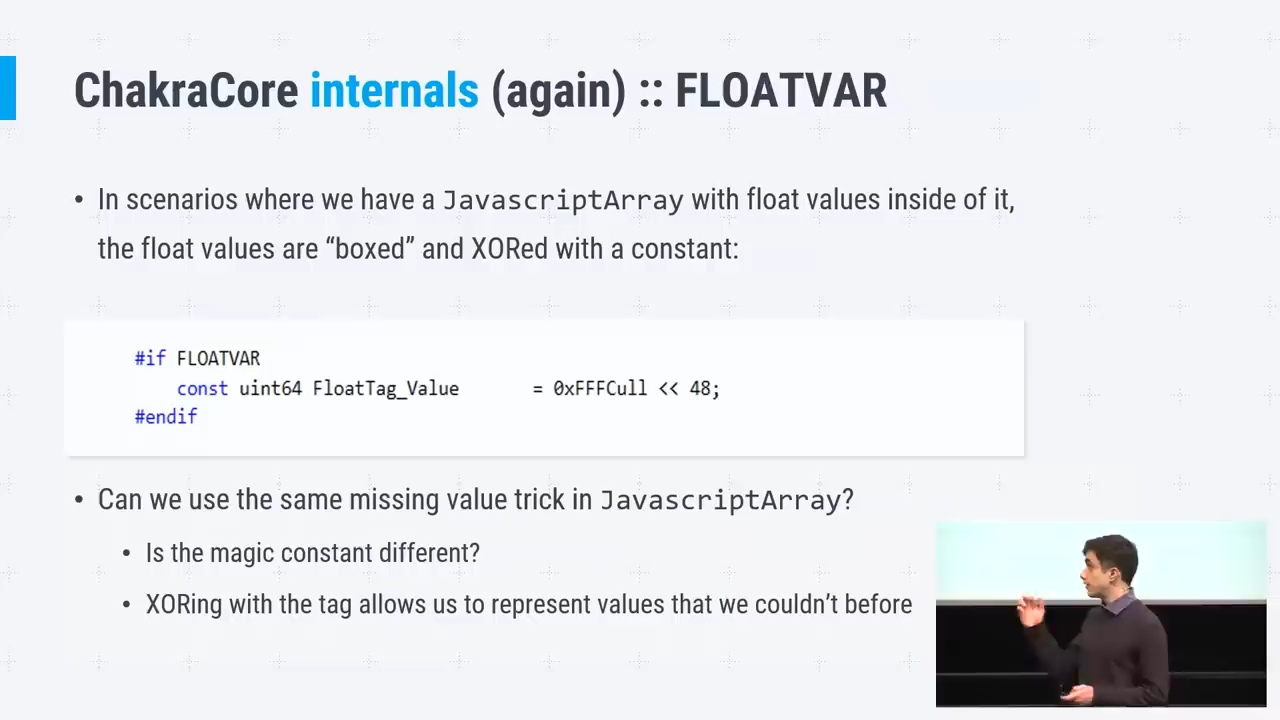 ChakraCore internals (again) :: FLOATVAR
• In scenarios where we have a JavascriptArray with float values inside of it,
the float values are “boxed” and XORed with a constant:
#if FLOATVAR
const uint64 FloatTag_Value = 0xFFFCull << 48;
#endif
• Can we use the same missing value trick in JavascriptArray?
• Is the magic constant different?
• XORing with the tag allows us to represent values that we couldn’t before